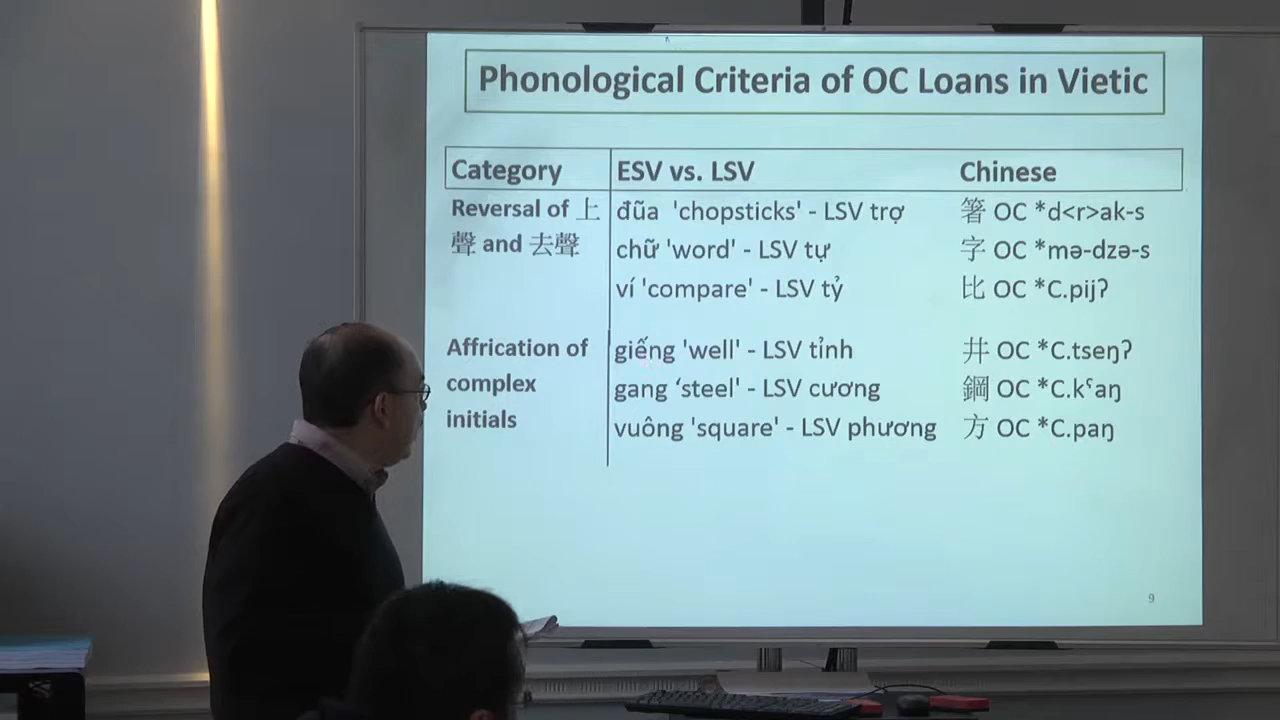 Phonological Criteria of OC Loans in Vietic
Category ESV vs. LSV Chinese
Reversal of 上 đũa 'chopsticks' - LSV trợ 箸 OC *d<r>ak-s
聲 and 去聲 chữ 'word' - LSV tự 字 OC *mə-dzə-s
ví 'compare' - LSV tỷ 比 OC *C.pijʔ
Affrication of giếng 'well' - LSV tỉnh 井 OC *C.tseŋʔ
complex gang ‘steel' - LSV cương 鋼 OC *C.kˤaŋ
initials vuông 'square' - LSV phương 方 OC *C.paŋ
9